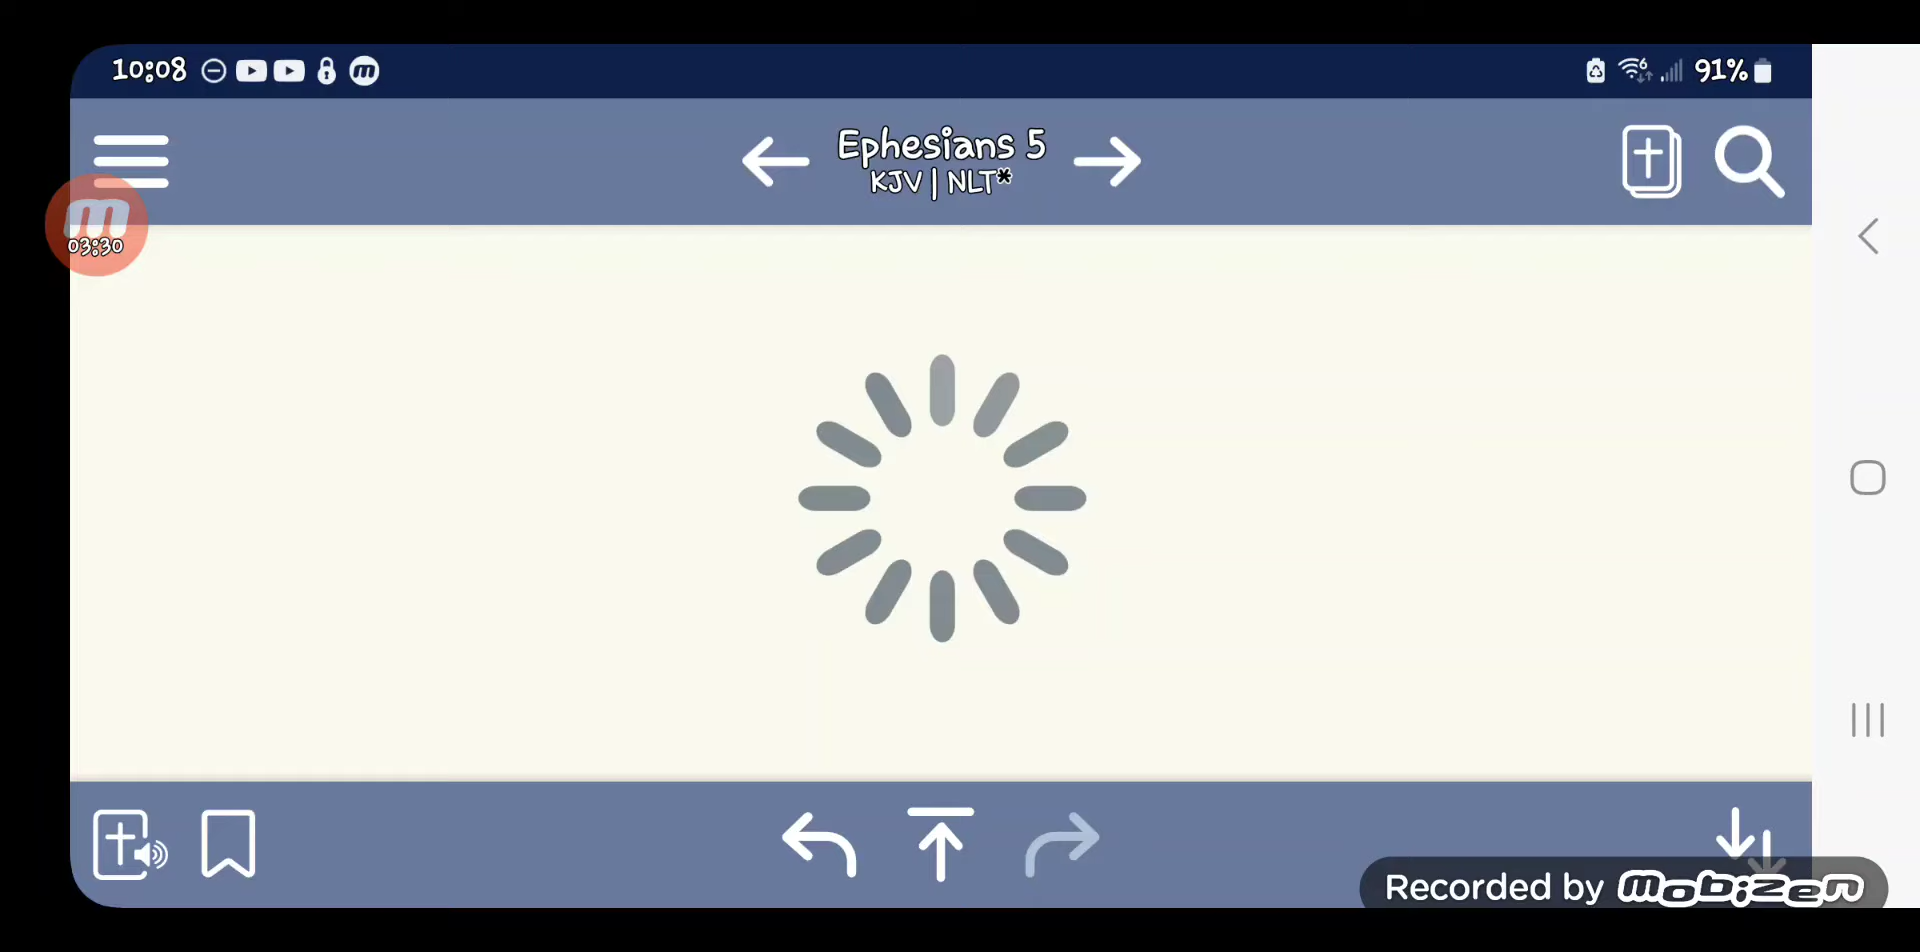 10:08
91%
Ephesians 5
KJV | NLT*
m
03:30
Recorded by mobizen